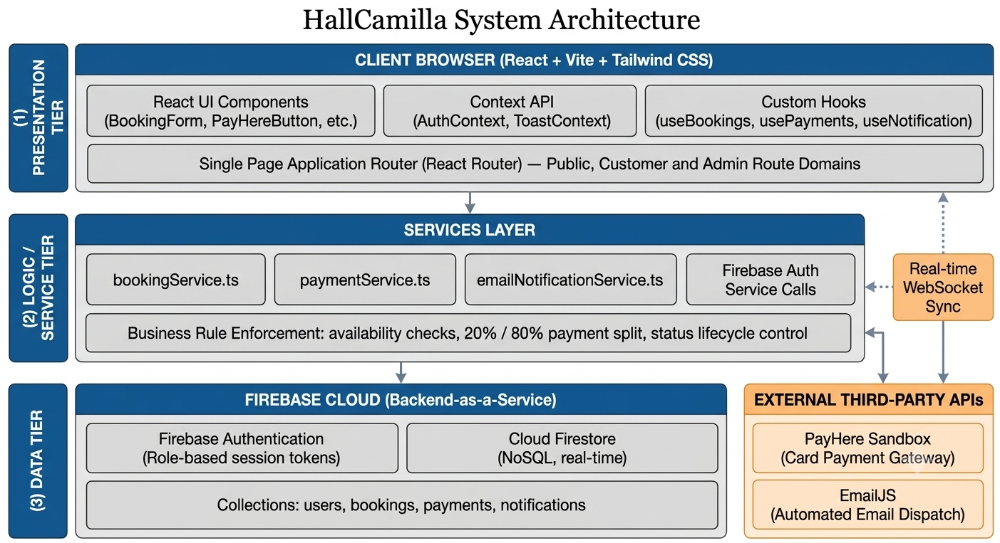 HallCamilla System Architecture
(1)
PRESENTATION
TIER
CLIENT BROWSER (React + Vite + Tailwind CSS)
React UI Components
(BookingForm, PayHereButton, etc.)
Context API
(AuthContext, ToastContext)
Custom Hooks
(useBookings, usePayments, useNotification)
Single Page Application Router (React Router) — Public, Customer and Admin Route Domains
(2) LOGIC /
SERVICE TIER
SERVICES LAYER
bookingService.ts
paymentService.ts
emailNotificationService.ts
Firebase Auth
Service Calls
Business Rule Enforcement: availability checks, 20% / 80% payment split, status lifecycle control
Real-time
WebSocket
Sync
(3) DATA TIER
FIREBASE CLOUD (Backend-as-a-Service)
Firebase Authentication
(Role-based session tokens)
Cloud Firestore
(NoSQL, real-time)
Collections: users, bookings, payments, notifications
EXTERNAL THIRD-PARTY APIs
PayHere Sandbox
(Card Payment Gateway)
EmailJS
(Automated Email Dispatch)